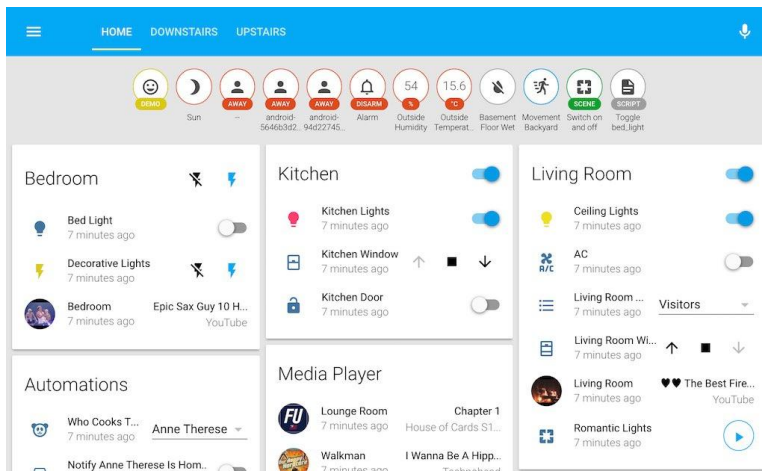 HOME DOWNSTAIRS UPSTAIRS
54 15.6
DEMO AWAY AWAY AWAY DISARM % °C SCENE SCRIPT
Sun -- android- android- Alarm Outside Outside Basement Movement Switch on Toggle
5646b3d2.. 94d22745... Humidity Temperat... Floor Wet Backyard and off bed_light
Bedroom
Bed Light
7 minutes ago
Decorative Lights
7 minutes ago
Bedroom Epic Sax Guy 10 H...
7 minutes ago YouTube
Automations
Who Cooks T... Anne Therese
7 minutes ago
Notify Anne Therese Is Hom..
Kitchen
Kitchen Lights
7 minutes ago
Kitchen Window
7 minutes ago
Kitchen Door
7 minutes ago
Media Player
FU
Lounge Room Chapter 1
7 minutes ago House of Cards S1...
Walkman I Wanna Be A Hipp...
7 minutes ago
Living Room
Ceiling Lights
7 minutes ago
A/C
AC
7 minutes ago
Living Room ... Visitors
7 minutes ago
Living Room Wi...
7 minutes ago
Living Room ♥♥ The Best Fire...
7 minutes ago YouTube
Romantic Lights
7 minutes ago